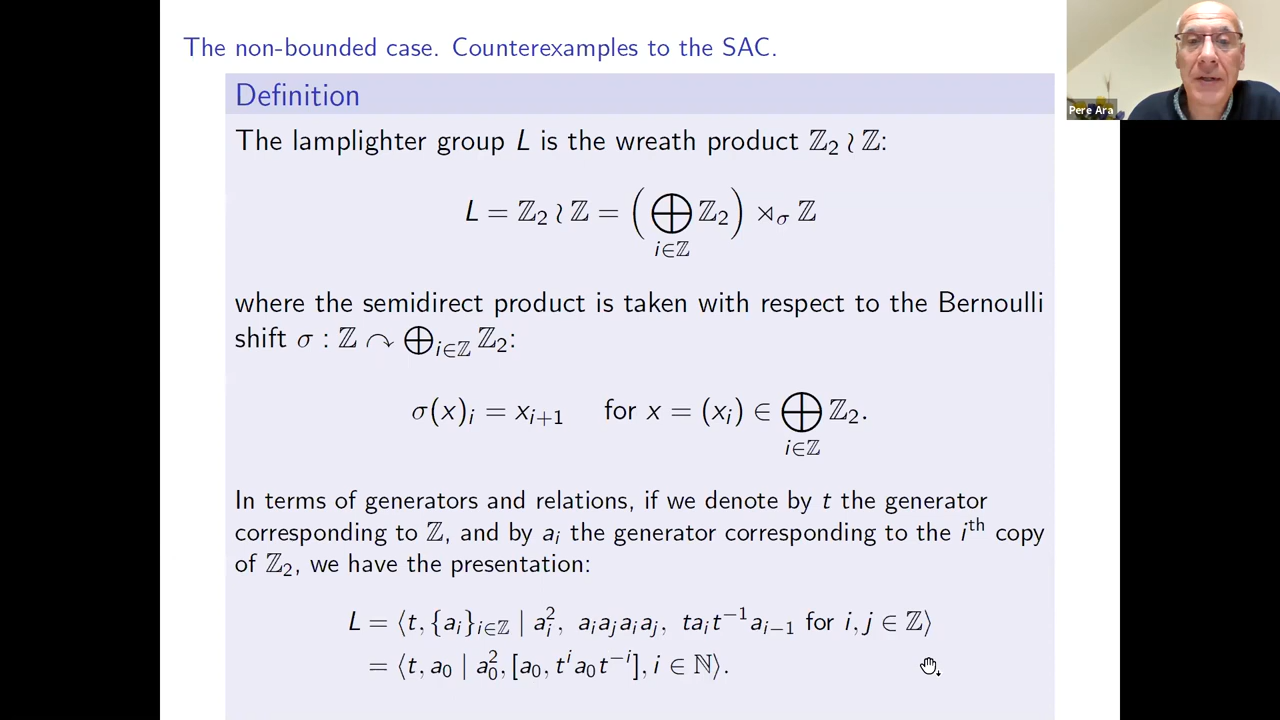 The non-bounded case. Counterexamples to the SAC.
Pere Ara
Definition
The lamplighter group L is the wreath product ℤ₂ ≀ ℤ:
L = ℤ₂ ≀ ℤ = (⨁_{i∈ℤ} ℤ₂) ⋊_σ ℤ
where the semidirect product is taken with respect to the Bernoulli
shift σ : ℤ ↷ ⨁_{i∈ℤ} ℤ₂:
σ(x)_i = x_{i+1} for x = (x_i) ∈ ⨁_{i∈ℤ} ℤ₂.
In terms of generators and relations, if we denote by t the generator
corresponding to ℤ, and by a_i the generator corresponding to the i^th copy
of ℤ₂, we have the presentation:
L = ⟨t, {a_i}_{i∈ℤ} | a_i^2, a_i a_j a_i a_j, t a_i t^{-1} a_{i-1} for i, j ∈ ℤ⟩
= ⟨t, a_0 | a_0^2, [a_0, t^i a_0 t^{-i}], i ∈ ℕ⟩.